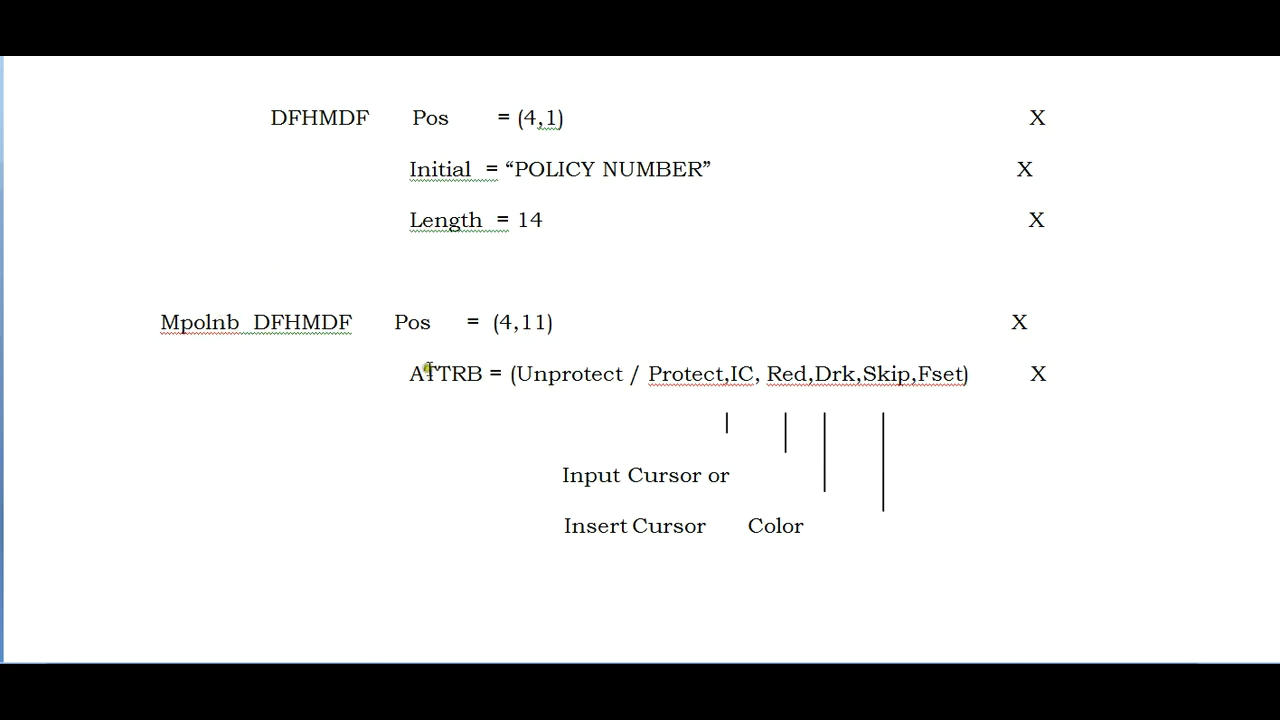 DFHMDF Pos = (4,1) X
Initial = “POLICY NUMBER” X
Length = 14 X
Mpolnb DFHMDF Pos = (4,11) X
ATTRB = (Unprotect / Protect,IC, Red,Drk,Skip,Fset) X
Input Cursor or
Insert Cursor Color